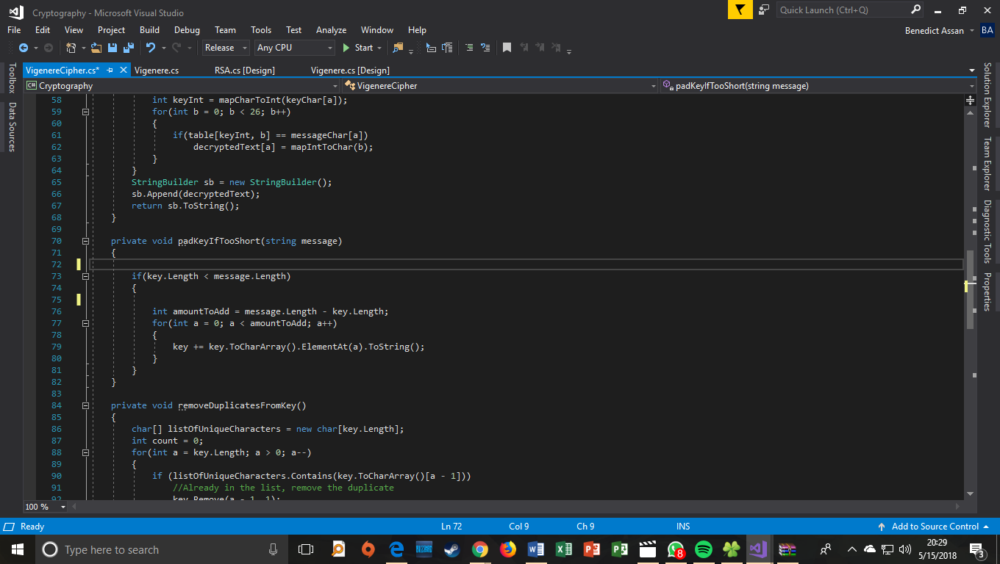 Cryptography - Microsoft Visual Studio
Quick Launch (Ctrl+Q)
File Edit View Project Build Debug Team Tools Test Analyze Window Help
Benedict Assan BA
Release Any CPU Start
VigenereCipher.cs* Vigenere.cs RSA.cs [Design] Vigenere.cs [Design]
C# Cryptography VigenereCipher padKeyIfTooShort(string message)
Toolbox
Data Sources
58 int keyInt = mapCharToInt(keyChar[a]);
59 for(int b = 0; b < 26; b++)
60 {
61 if(table[keyInt, b] == messageChar[a])
62 decryptedText[a] = mapIntToChar(b);
63 }
64 }
65 StringBuilder sb = new StringBuilder();
66 sb.Append(decryptedText);
67 return sb.ToString();
68 }
69
70 private void padKeyIfTooShort(string message)
71 {
72
73 if(key.Length < message.Length)
74 {
75
76 int amountToAdd = message.Length - key.Length;
77 for(int a = 0; a < amountToAdd; a++)
78 {
79 key += key.ToCharArray().ElementAt(a).ToString();
80 }
81 }
82 }
83
84 private void removeDuplicatesFromKey()
85 {
86 char[] listOfUniqueCharacters = new char[key.Length];
87 int count = 0;
88 for(int a = key.Length; a > 0; a--)
89 {
90 if (listOfUniqueCharacters.Contains(key.ToCharArray()[a - 1]))
91 //Already in the list, remove the duplicate
92 key.Remove(a - 1, 1);
Solution Explorer
Team Explorer
Diagnostic Tools
Properties
100 %
Ready Ln 72 Col 9 Ch 9 INS Add to Source Control
Type here to search
8
20:29
5/15/2018
3